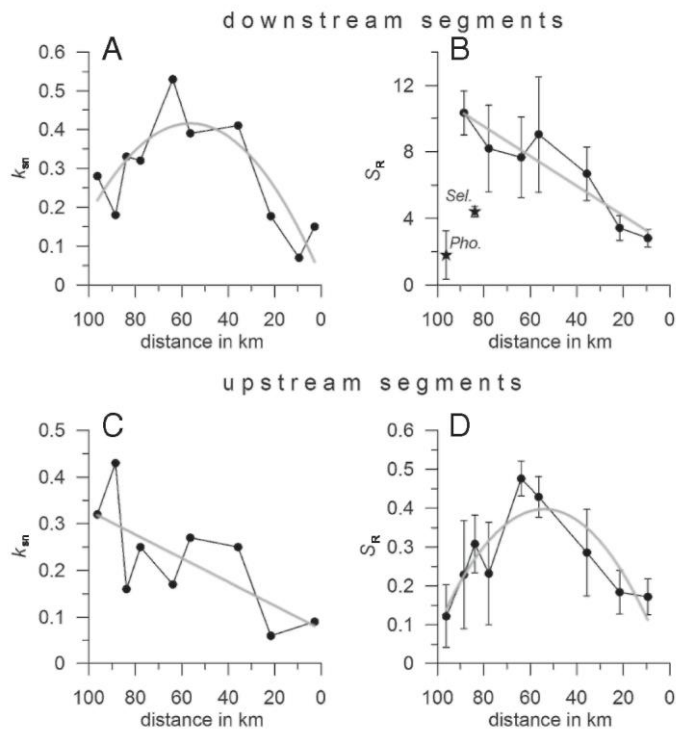 downstream segments
A
0.6
0.5
0.4
0.3
0.2
0.1
0
ksn
100 80 60 40 20 0
distance in km
B
12
8
4
0
SR
Sel.
Pho.
100 80 60 40 20 0
distance in km
upstream segments
C
0.5
0.4
0.3
0.2
0.1
0
ksn
100 80 60 40 20 0
distance in km
D
0.6
0.5
0.4
0.3
0.2
0.1
0
SR
100 80 60 40 20 0
distance in km